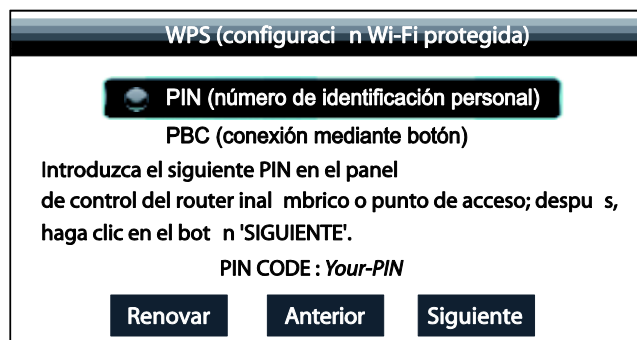 WPS (configuraci n Wi-Fi protegida)
PIN (número de identificación personal)
PBC (conexión mediante botón)
Introduzca el siguiente PIN en el panel
de control del router inal mbrico o punto de acceso; despu s,
haga clic en el bot n 'SIGUIENTE'.
PIN CODE : Your-PIN
Renovar Anterior Siguiente